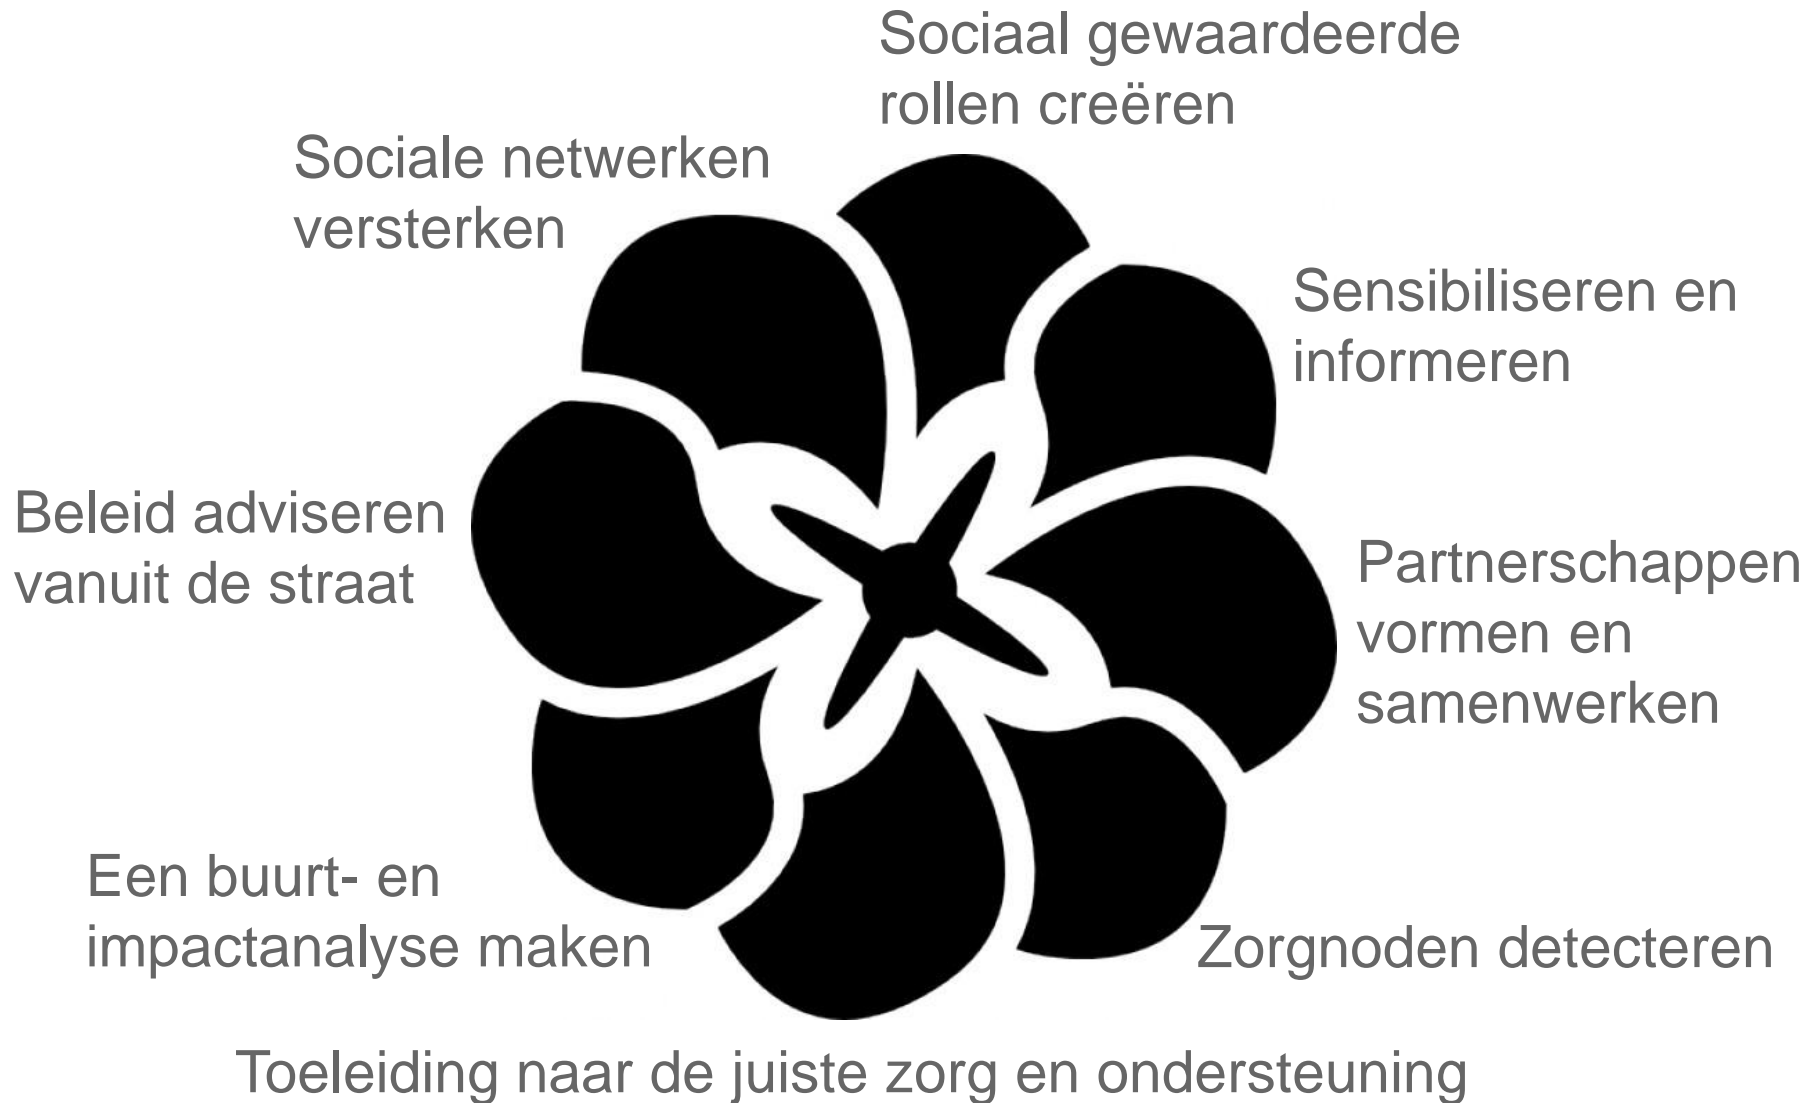 Sociaal gewaardeerde
rollen creëren
Sociale netwerken
versterken
Sensibiliseren en
informeren
Beleid adviseren
vanuit de straat
Partnerschappen
vormen en
samenwerken
Een buurt- en
impactanalyse maken
Zorgnoden detecteren
Toeleiding naar de juiste zorg en ondersteuning